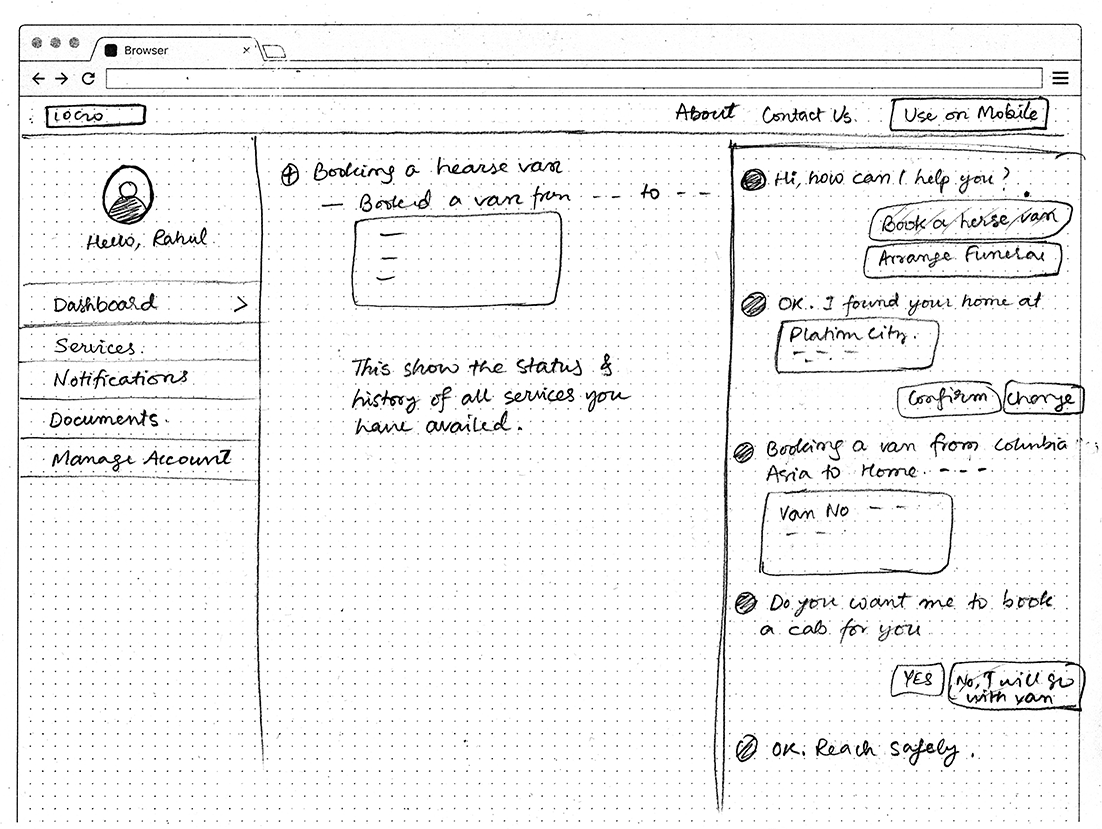 Browser
About Contact Us. Use on Mobile
Hello, Rahul.
Dashboard >
Services.
Notifications
Documents.
Manage Account
Booking a hearse van
— Booked a van from -- to --
This show the status &
history of all services you
have availed.
Hi, how can I help you?
Book a herse van
Arrange Funeral
OK. I found your home at
City.
Confirm Change
Booking a van from Columbia
Asia to Home. ---
Van No --
Do you want me to book
a cab for you
YES No, I will go
with van
OK. Reach safely.